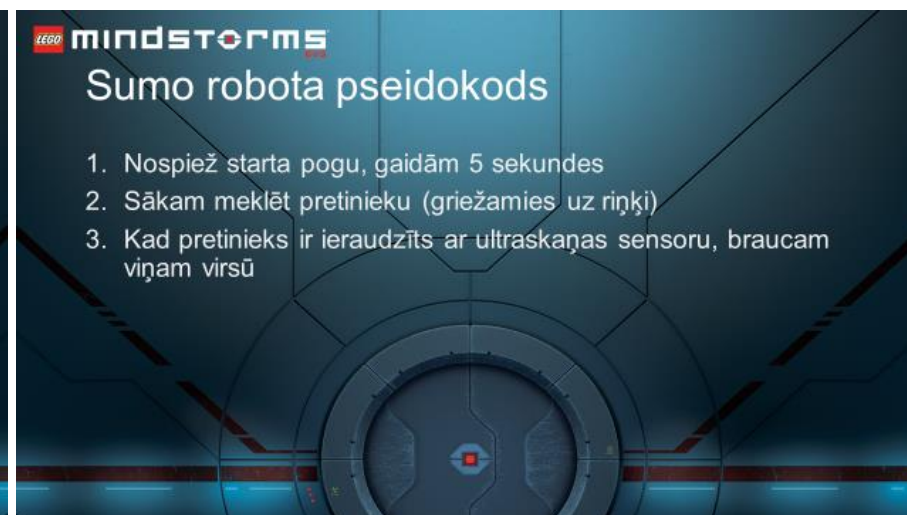 LEGO mindstorms
EV3
Sumo robota pseidokods
1. Nospiež starta pogu, gaidām 5 sekundes
2. Sākam meklēt pretinieku (griežamies uz riņķi)
3. Kad pretinieks ir ieraudzīts ar ultraskaņas sensoru, braucam
viņam virsū